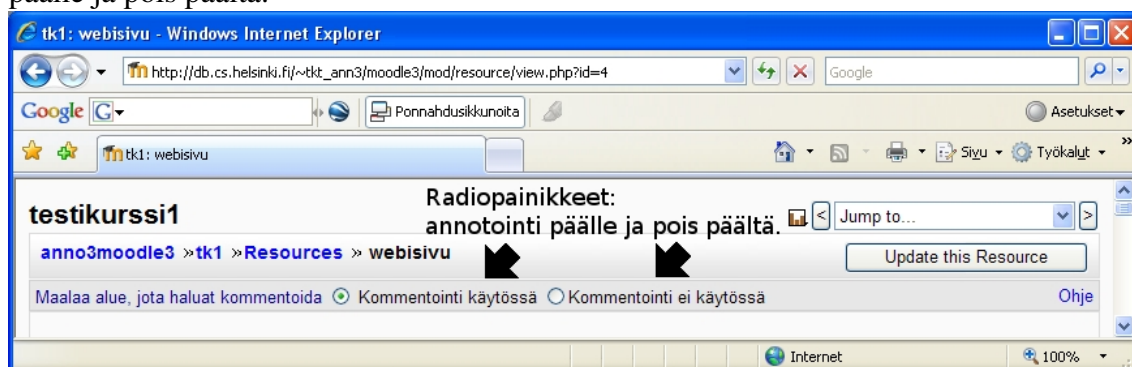 päälle ja pois päältä.
tk1: webisivu - Windows Internet Explorer
http://db.cs.helsinki.fi/~tkt_ann3/moodle3/mod/resource/view.php?id=4
Google
Google G Ponnahdusikkunoita Asetukset
tk1: webisivu Sivu Työkalut »
Radiopainikkeet:
testikurssi1 annotointi päälle ja pois päältä. < Jump to... >
anno3moodle3 »tk1 »Resources » webisivu Update this Resource
Maalaa alue, jota haluat kommentoida Kommentointi käytössä Kommentointi ei käytössä Ohje
Internet 100%